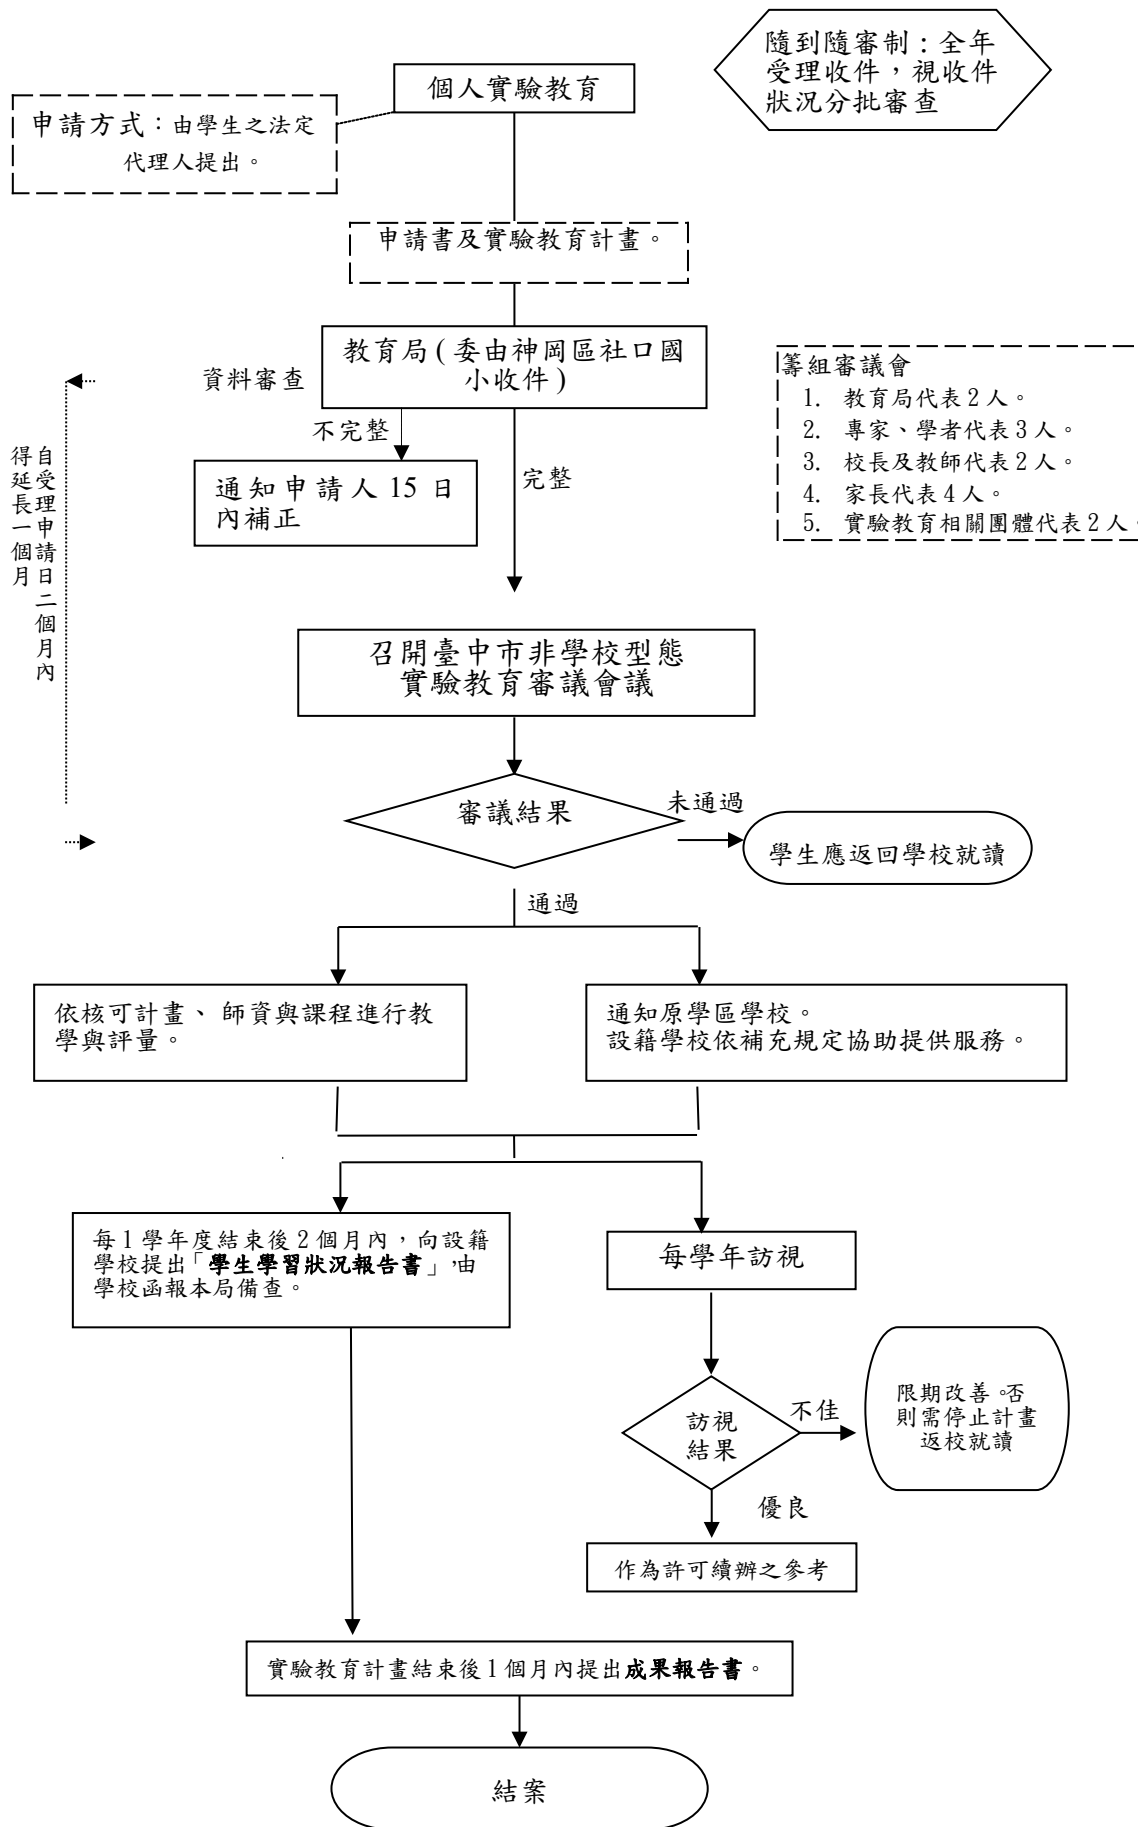 隨到隨審制：全年
受理收件，視收件
狀況分批審查
個人實驗教育
申請方式：由學生之法定
代理人提出。
申請書及實驗教育計畫。
教育局(委由神岡區社口國
小收件)
資料審查
籌組審議會
1. 教育局代表2人。
2. 專家、學者代表3人。
3. 校長及教師代表2人。
4. 家長代表4人。
5. 實驗教育相關團體代表2人。
不完整
完整
通知申請人 15 日
內補正
自受理申請日二個月內
得延長一個月
召開臺中市非學校型態
實驗教育審議會議
審議結果
未通過
學生應返回學校就讀
通過
依核可計畫、 師資與課程進行教
學與評量。
通知原學區學校。
設籍學校依補充規定協助提供服務。
每1學年度結束後2個月內，向設籍
學校提出「學生學習狀況報告書」，由
學校函報本局備查。
每學年訪視
訪視
結果
不佳
限期改善。否
則需停止計畫
返校就讀
優良
作為許可續辦之參考
實驗教育計畫結束後1個月內提出成果報告書。
結案